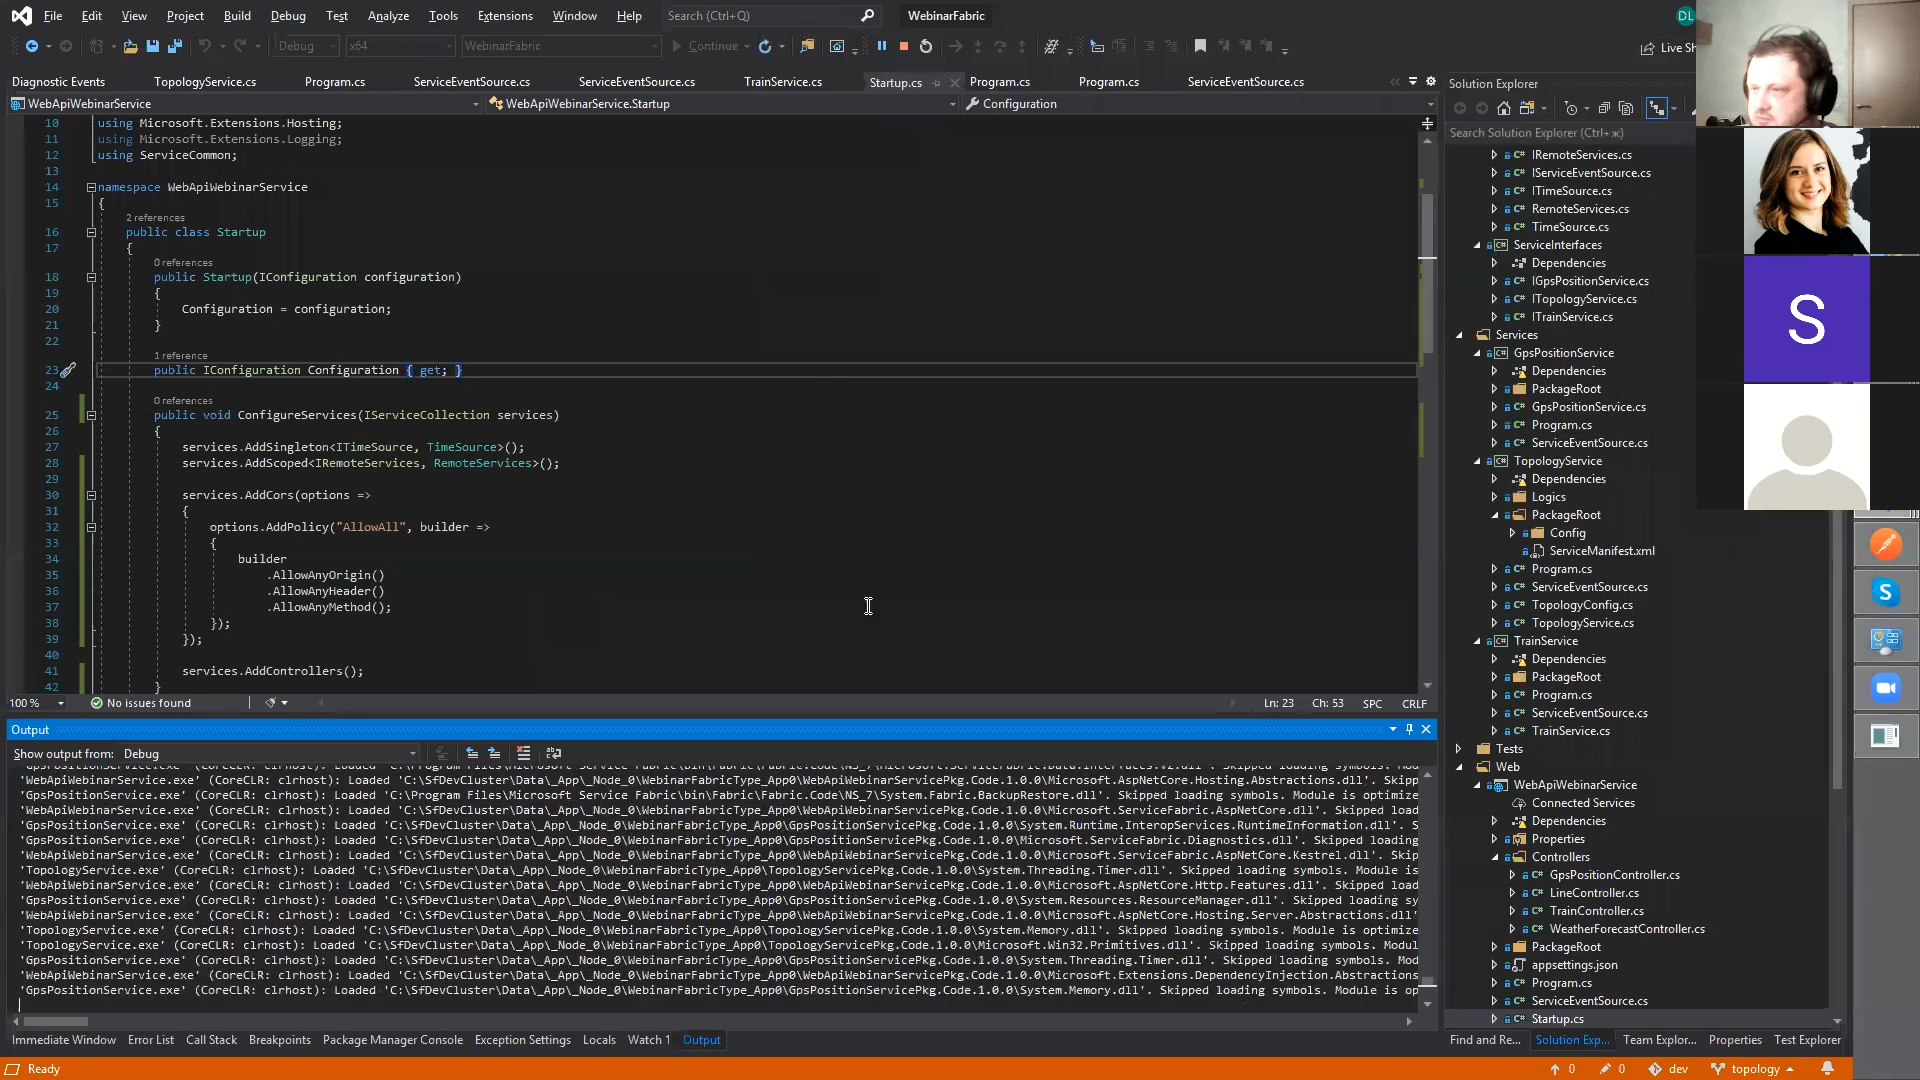 File Edit View Project Build Debug Test Analyze Tools Extensions Window Help Search (Ctrl+Q) WebinarFabric DL
Debug x64 WebinarFabric Continue Live Sh
Diagnostic Events TopologyService.cs Program.cs ServiceEventSource.cs ServiceEventSource.cs TrainService.cs Startup.cs Program.cs Program.cs ServiceEventSource.cs
WebApiWebinarService WebApiWebinarService.Startup Configuration
10 using Microsoft.Extensions.Hosting;
11 using Microsoft.Extensions.Logging;
12 using ServiceCommon;
13
14 namespace WebApiWebinarService
15 {
2 references
16 public class Startup
17 {
0 references
18 public Startup(IConfiguration configuration)
19 {
20 Configuration = configuration;
21 }
22
1 reference
23 public IConfiguration Configuration { get; }
24
0 references
25 public void ConfigureServices(IServiceCollection services)
26 {
27 services.AddSingleton<ITimeSource, TimeSource>();
28 services.AddScoped<IRemoteServices, RemoteServices>();
29
30 services.AddCors(options =>
31 {
32 options.AddPolicy("AllowAll", builder =>
33 {
34 builder
35 .AllowAnyOrigin()
36 .AllowAnyHeader()
37 .AllowAnyMethod();
38 });
39 });
40
41 services.AddControllers();
42 }
100 % No issues found Ln: 23 Ch: 53 SPC CRLF
Output
Show output from: Debug
'WebApiWebinarService.exe' (CoreCLR: clrhost): Loaded 'C:\SfDevCluster\Data\_App\_Node_0\WebinarFabricType_App0\WebApiWebinarServicePkg.Code.1.0.0\Microsoft.AspNetCore.Hosting.Abstractions.dll'. Skipp
'GpsPositionService.exe' (CoreCLR: clrhost): Loaded 'C:\Program Files\Microsoft Service Fabric\bin\Fabric\Fabric.Code\NS_7\System.Fabric.BackupRestore.dll'. Skipped loading symbols. Module is optimize
'WebApiWebinarService.exe' (CoreCLR: clrhost): Loaded 'C:\SfDevCluster\Data\_App\_Node_0\WebinarFabricType_App0\WebApiWebinarServicePkg.Code.1.0.0\Microsoft.ServiceFabric.AspNetCore.dll'. Skipped load
'GpsPositionService.exe' (CoreCLR: clrhost): Loaded 'C:\SfDevCluster\Data\_App\_Node_0\WebinarFabricType_App0\GpsPositionServicePkg.Code.1.0.0\System.Runtime.InteropServices.RuntimeInformation.dll'. S
'GpsPositionService.exe' (CoreCLR: clrhost): Loaded 'C:\SfDevCluster\Data\_App\_Node_0\WebinarFabricType_App0\GpsPositionServicePkg.Code.1.0.0\Microsoft.ServiceFabric.Diagnostics.dll'. Skipped loading
'WebApiWebinarService.exe' (CoreCLR: clrhost): Loaded 'C:\SfDevCluster\Data\_App\_Node_0\WebinarFabricType_App0\WebApiWebinarServicePkg.Code.1.0.0\Microsoft.ServiceFabric.AspNetCore.Kestrel.dll'. Skip
'TopologyService.exe' (CoreCLR: clrhost): Loaded 'C:\SfDevCluster\Data\_App\_Node_0\WebinarFabricType_App0\TopologyServicePkg.Code.1.0.0\System.Threading.Timer.dll'. Skipped loading symbols. Module is
'WebApiWebinarService.exe' (CoreCLR: clrhost): Loaded 'C:\SfDevCluster\Data\_App\_Node_0\WebinarFabricType_App0\WebApiWebinarServicePkg.Code.1.0.0\Microsoft.AspNetCore.Http.Features.dll'. Skipped load
'GpsPositionService.exe' (CoreCLR: clrhost): Loaded 'C:\SfDevCluster\Data\_App\_Node_0\WebinarFabricType_App0\GpsPositionServicePkg.Code.1.0.0\System.Resources.ResourceManager.dll'. Skipped loading sy
'WebApiWebinarService.exe' (CoreCLR: clrhost): Loaded 'C:\SfDevCluster\Data\_App\_Node_0\WebinarFabricType_App0\WebApiWebinarServicePkg.Code.1.0.0\Microsoft.AspNetCore.Hosting.Server.Abstractions.dll'
'TopologyService.exe' (CoreCLR: clrhost): Loaded 'C:\SfDevCluster\Data\_App\_Node_0\WebinarFabricType_App0\TopologyServicePkg.Code.1.0.0\System.Memory.dll'. Skipped loading symbols. Module is optimize
'TopologyService.exe' (CoreCLR: clrhost): Loaded 'C:\SfDevCluster\Data\_App\_Node_0\WebinarFabricType_App0\TopologyServicePkg.Code.1.0.0\Microsoft.Win32.Primitives.dll'. Skipped loading symbols. Modul
'GpsPositionService.exe' (CoreCLR: clrhost): Loaded 'C:\SfDevCluster\Data\_App\_Node_0\WebinarFabricType_App0\GpsPositionServicePkg.Code.1.0.0\System.Threading.Timer.dll'. Skipped loading symbols. Mod
'WebApiWebinarService.exe' (CoreCLR: clrhost): Loaded 'C:\SfDevCluster\Data\_App\_Node_0\WebinarFabricType_App0\WebApiWebinarServicePkg.Code.1.0.0\Microsoft.Extensions.DependencyInjection.Abstractions
'GpsPositionService.exe' (CoreCLR: clrhost): Loaded 'C:\SfDevCluster\Data\_App\_Node_0\WebinarFabricType_App0\GpsPositionServicePkg.Code.1.0.0\System.Memory.dll'. Skipped loading symbols. Module is op
Immediate Window Error List Call Stack Breakpoints Package Manager Console Exception Settings Locals Watch 1 Output
Solution Explorer
Search Solution Explorer (Ctrl+ж)
IRemoteServices.cs
IServiceEventSource.cs
ITimeSource.cs
RemoteServices.cs
TimeSource.cs
ServiceInterfaces
Dependencies
IGpsPositionService.cs
ITopologyService.cs
ITrainService.cs
Services
GpsPositionService
Dependencies
PackageRoot
GpsPositionService.cs
Program.cs
ServiceEventSource.cs
TopologyService
Dependencies
Logics
PackageRoot
Config
ServiceManifest.xml
Program.cs
ServiceEventSource.cs
TopologyConfig.cs
TopologyService.cs
TrainService
Dependencies
PackageRoot
Program.cs
ServiceEventSource.cs
TrainService.cs
Tests
Web
WebApiWebinarService
Connected Services
Dependencies
Properties
Controllers
GpsPositionController.cs
LineController.cs
TrainController.cs
WeatherForecastController.cs
PackageRoot
appsettings.json
Program.cs
ServiceEventSource.cs
Startup.cs
Find and Re... Solution Exp... Team Explor... Properties Test Explorer
S
Ready 0 0 dev topology